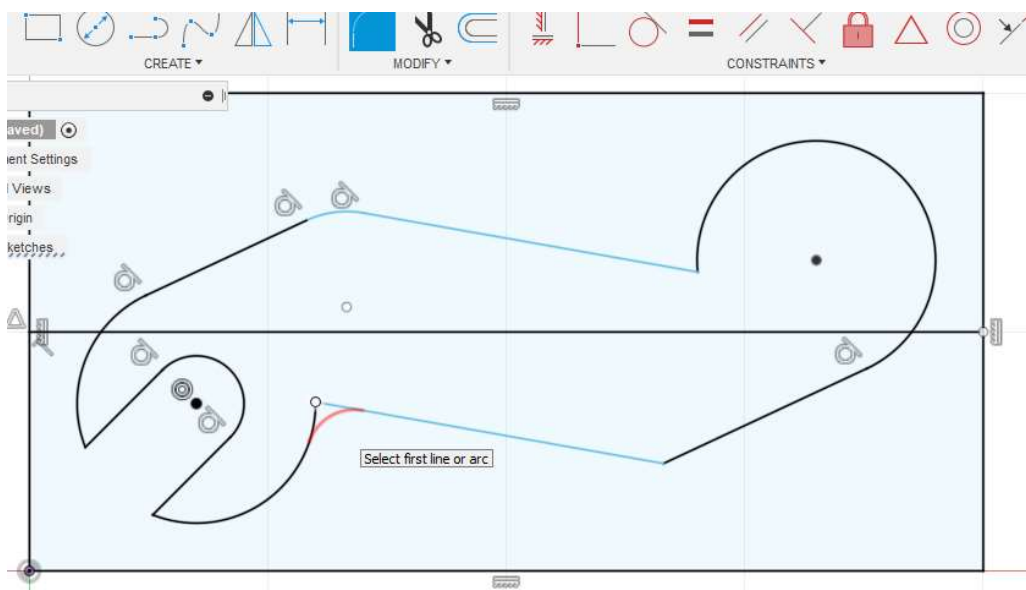 CREATE ▼
MODIFY ▼
CONSTRAINTS ▼
aved)
ent Settings
Views
rigin
ketches
Select first line or arc